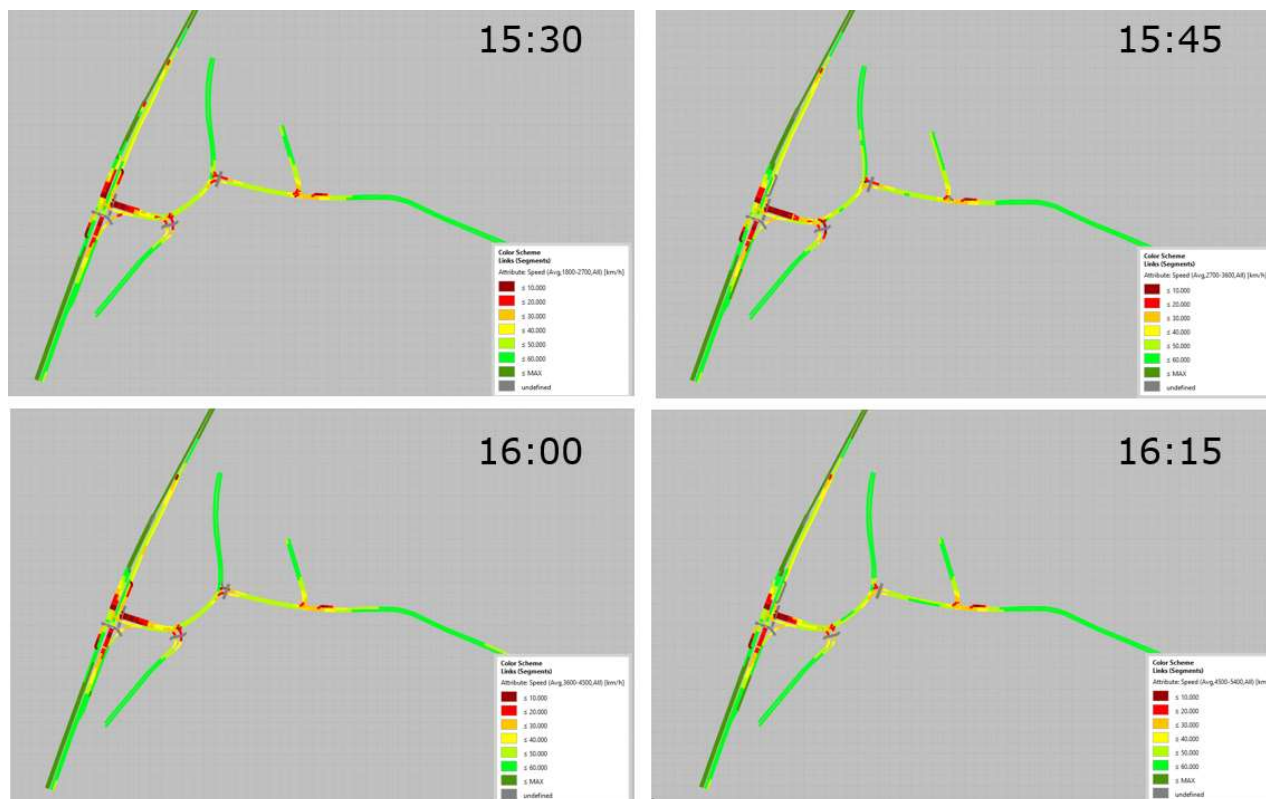 15:30
Color Scheme
Links (Segments)
Attribute: Speed (Avg,1800-2700,All) [km/h]
≤ 10.000
≤ 20.000
≤ 30.000
≤ 40.000
≤ 50.000
≤ 60.000
≤ MAX
undefined
15:45
Color Scheme
Links (Segments)
Attribute: Speed (Avg,2700-3600,All) [km/h]
≤ 10.000
≤ 20.000
≤ 30.000
≤ 40.000
≤ 50.000
≤ 60.000
≤ MAX
undefined
16:00
Color Scheme
Links (Segments)
Attribute: Speed (Avg,3600-4500,All) [km/h]
≤ 10.000
≤ 20.000
≤ 30.000
≤ 40.000
≤ 50.000
≤ 60.000
≤ MAX
undefined
16:15
Color Scheme
Links (Segments)
Attribute: Speed (Avg,4500-5400,All) [km
≤ 10.000
≤ 20.000
≤ 30.000
≤ 40.000
≤ 50.000
≤ 60.000
≤ MAX
undefined